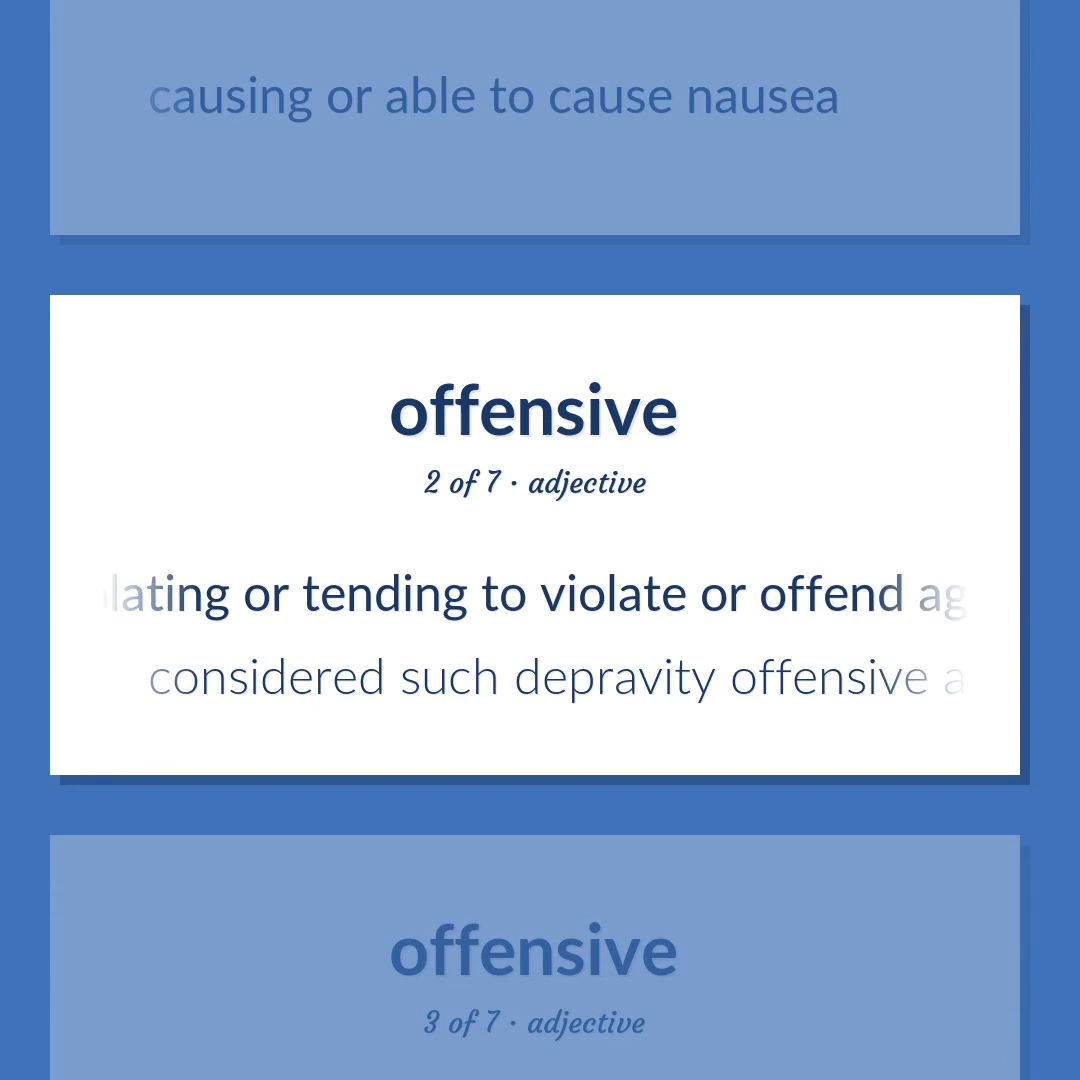 causing or able to cause nausea
offensive
2 of 7 · adjective
lating or tending to violate or offend ag
considered such depravity offensive a
offensive
3 of 7 · adjective